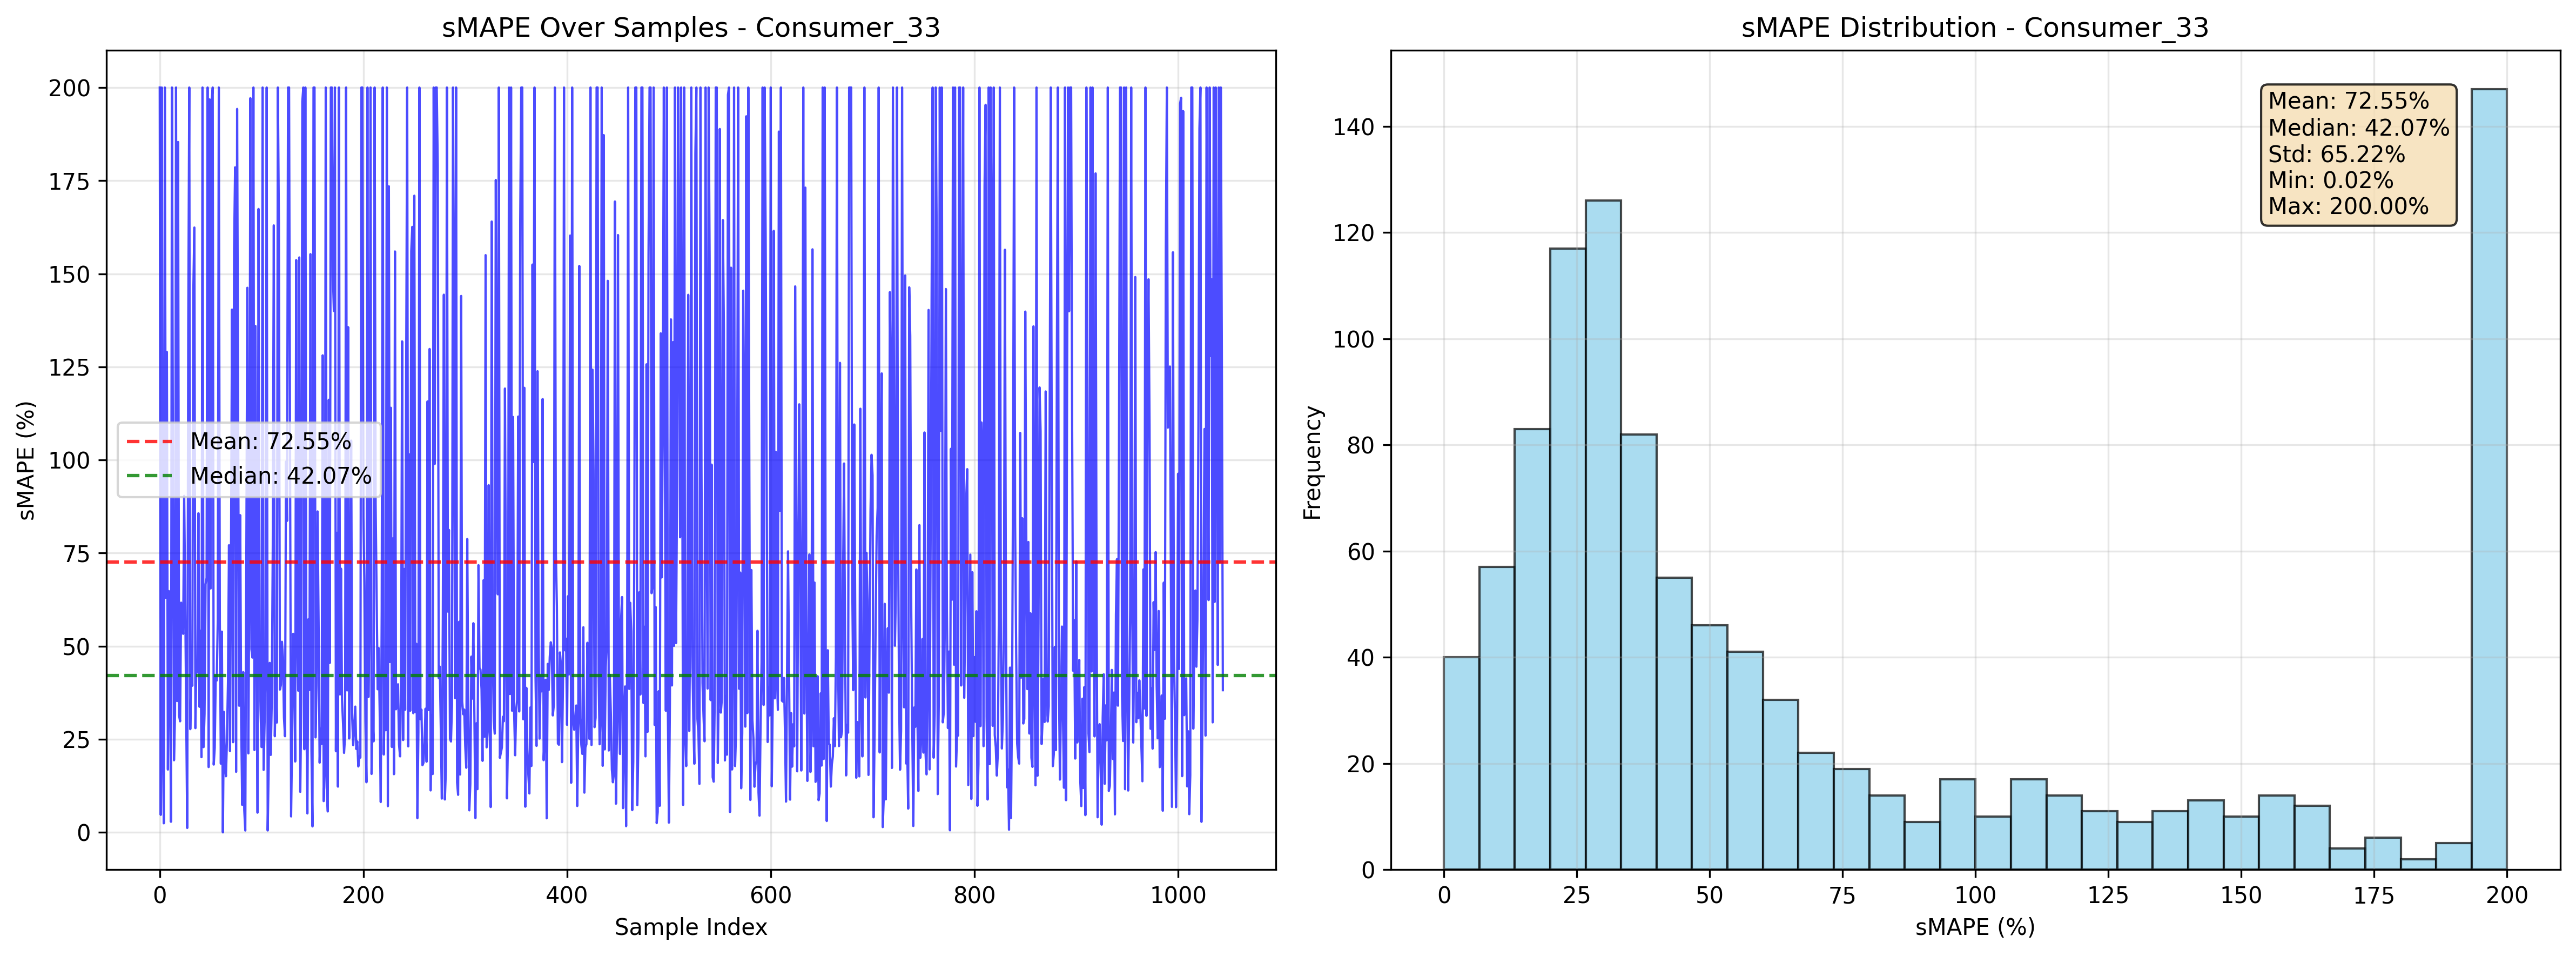 sMAPE Over Samples - Consumer_33
sMAPE (%)
200
175
150
125
100
75
50
25
0
Mean: 72.55%
Median: 42.07%
0
200
400
600
800
1000
Sample Index
sMAPE Distribution - Consumer_33
Frequency
140
120
100
80
60
40
20
0
Mean: 72.55%
Median: 42.07%
Std: 65.22%
Min: 0.02%
Max: 200.00%
0
25
50
75
100
125
150
175
200
sMAPE (%)